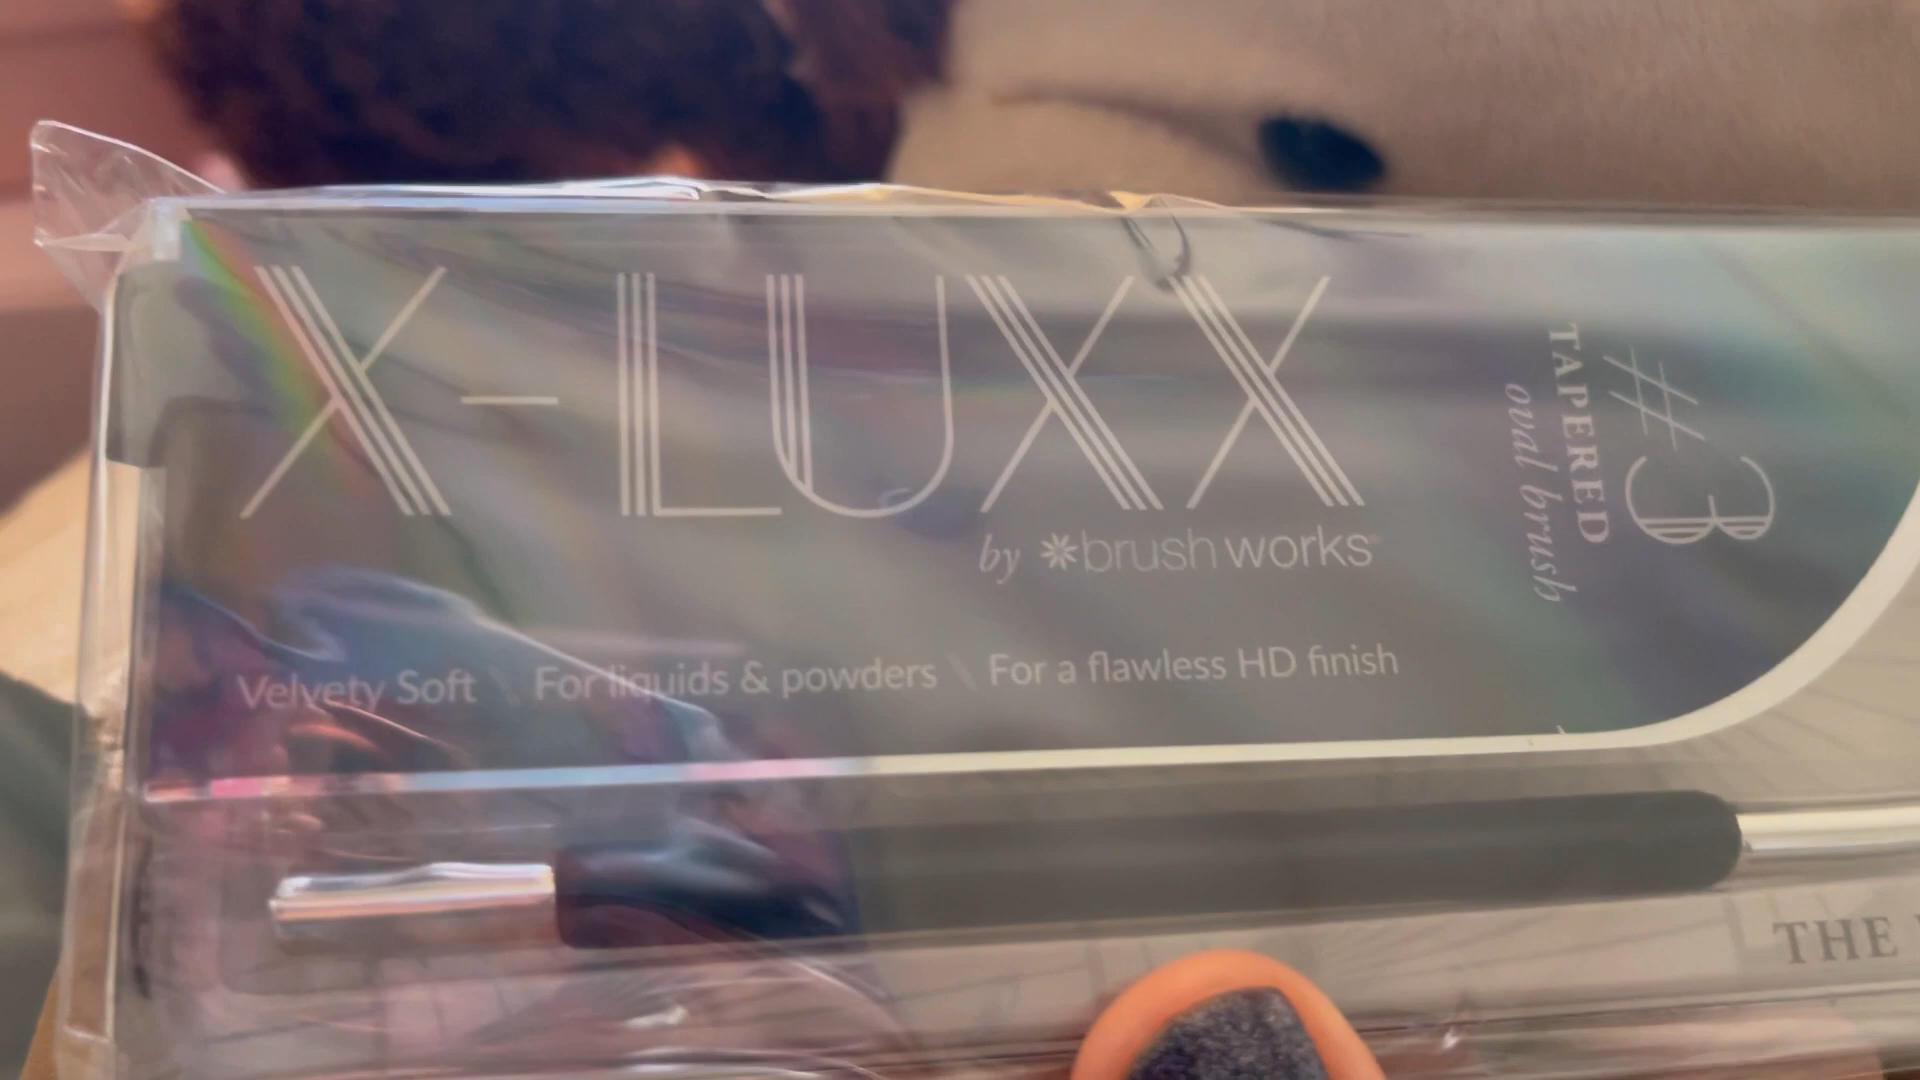 X-LUXX
by brushworks
Velvety Soft \ For liquids & powders \ For a flawless HD finish
#3
TAPERED
oval brush
THE